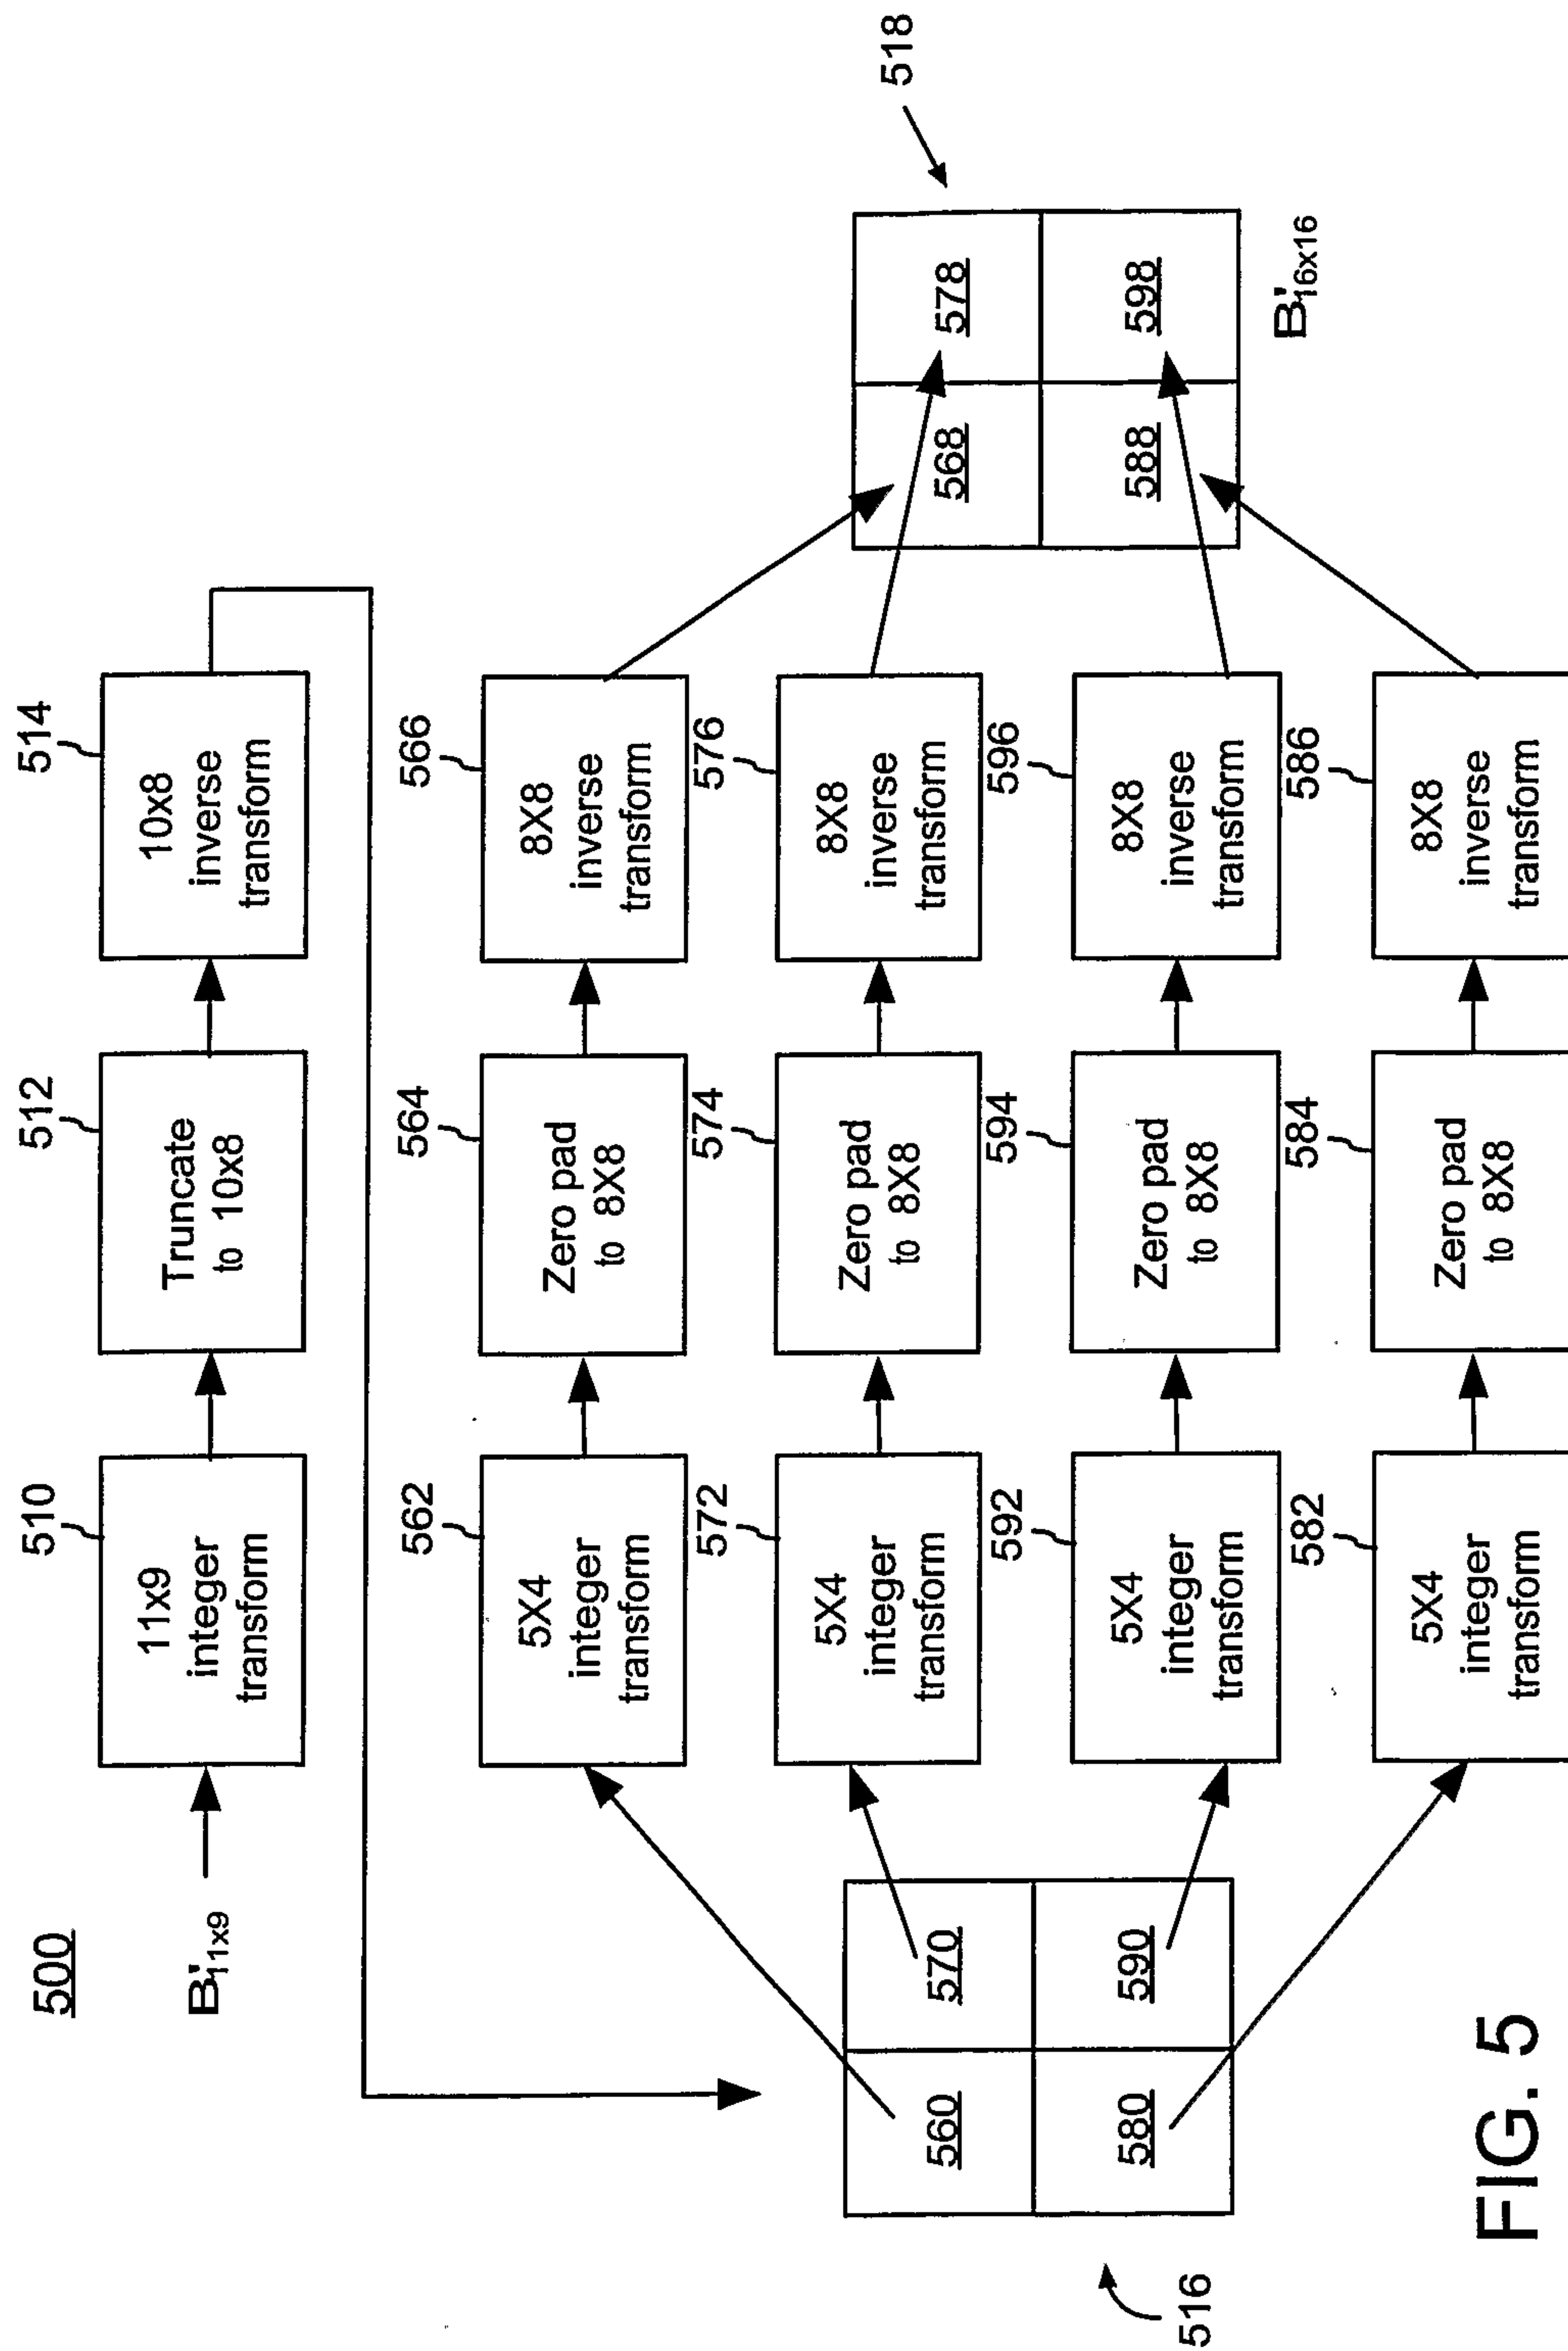 500
510
512
514
B'11x9
11x9
integer
transform
Truncate
to 10x8
10x8
inverse
transform
562
564
566
5X4
integer
transform
Zero pad
to 8X8
8X8
inverse
transform
572
574
576
5X4
integer
transform
Zero pad
to 8X8
8X8
inverse
transform
592
594
596
5X4
integer
transform
Zero pad
to 8X8
8X8
inverse
transform
582
584
586
5X4
integer
transform
Zero pad
to 8X8
8X8
inverse
transform
560
570
580
590
516
568
578
588
598
518
B'16x16
FIG. 5